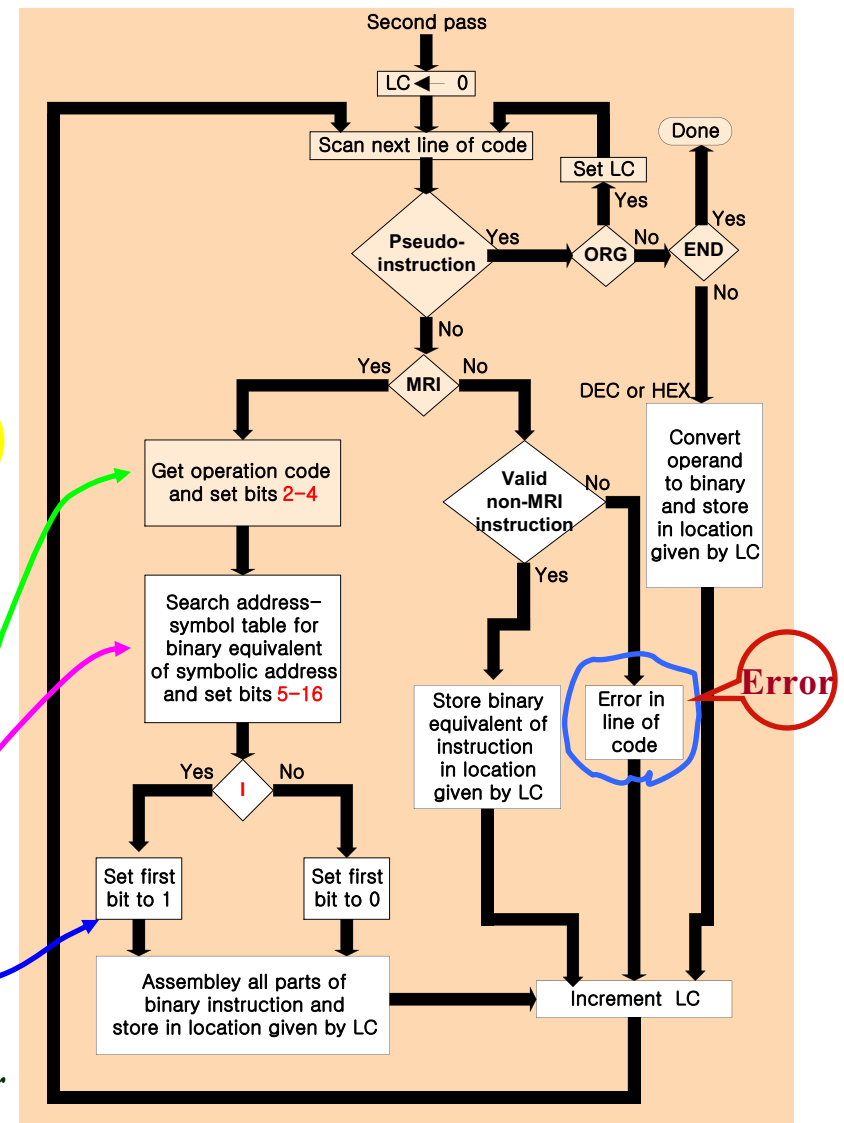 Second pass
LC ◄— 0
Scan next line of code
Done
Set LC
Yes
Pseudo-
instruction
Yes
ORG
No
END
Yes
No
No
Yes
MRI
No
DEC or HEX
Convert
operand
to binary
and store
in location
given by LC
Get operation code
and set bits 2-4
Valid
non-MRI
instruction
No
Yes
Search address-
symbol table for
binary equivalent
of symbolic address
and set bits 5-16
Store binary
equivalent of
instruction
in location
given by LC
Error in
line of
code
Error
Yes
I
No
Set first
bit to 1
Set first
bit to 0
Assembley all parts of
binary instruction and
store in location given by LC
Increment LC